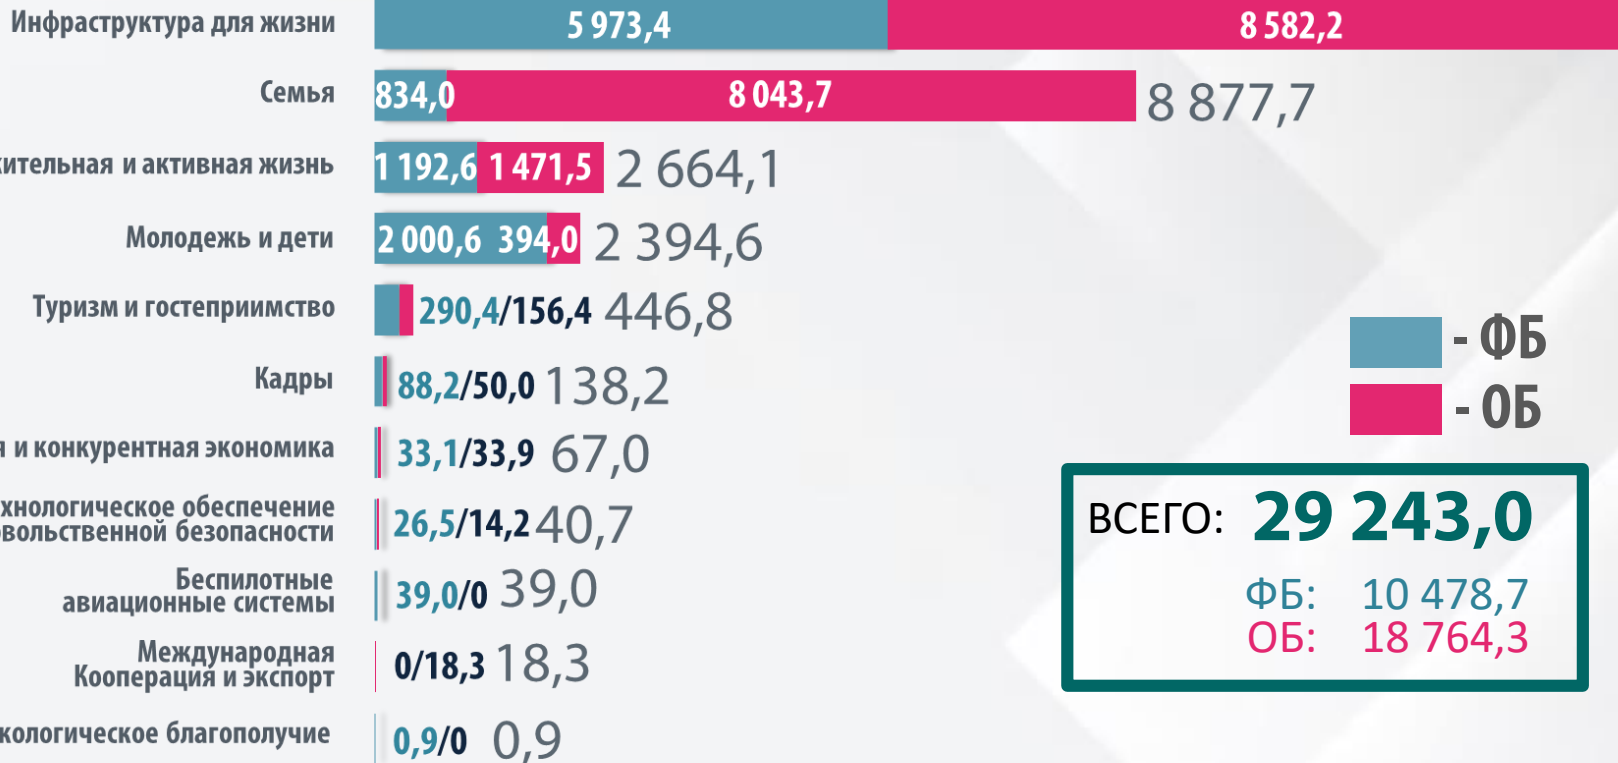 Инфраструктура для жизни 5 973,4 8 582,2
Семья 834,0 8 043,7 8 877,7
и активная жизнь 1 192,6 1 471,5 2 664,1
Молодежь и дети 2 000,6 394,0 2 394,6
Туризм и гостеприимство 290,4/156,4 446,8
Кадры 88,2/50,0 138,2
и конкурентная экономика 33,1/33,9 67,0
обеспечение
безопасности 26,5/14,2 40,7
Беспилотные
авиационные системы 39,0/0 39,0
Международная
Кооперация и экспорт 0/18,3 18,3
благополучие 0,9/0 0,9
- ФБ
- ОБ
ВСЕГО: 29 243,0
ФБ: 10 478,7
ОБ: 18 764,3